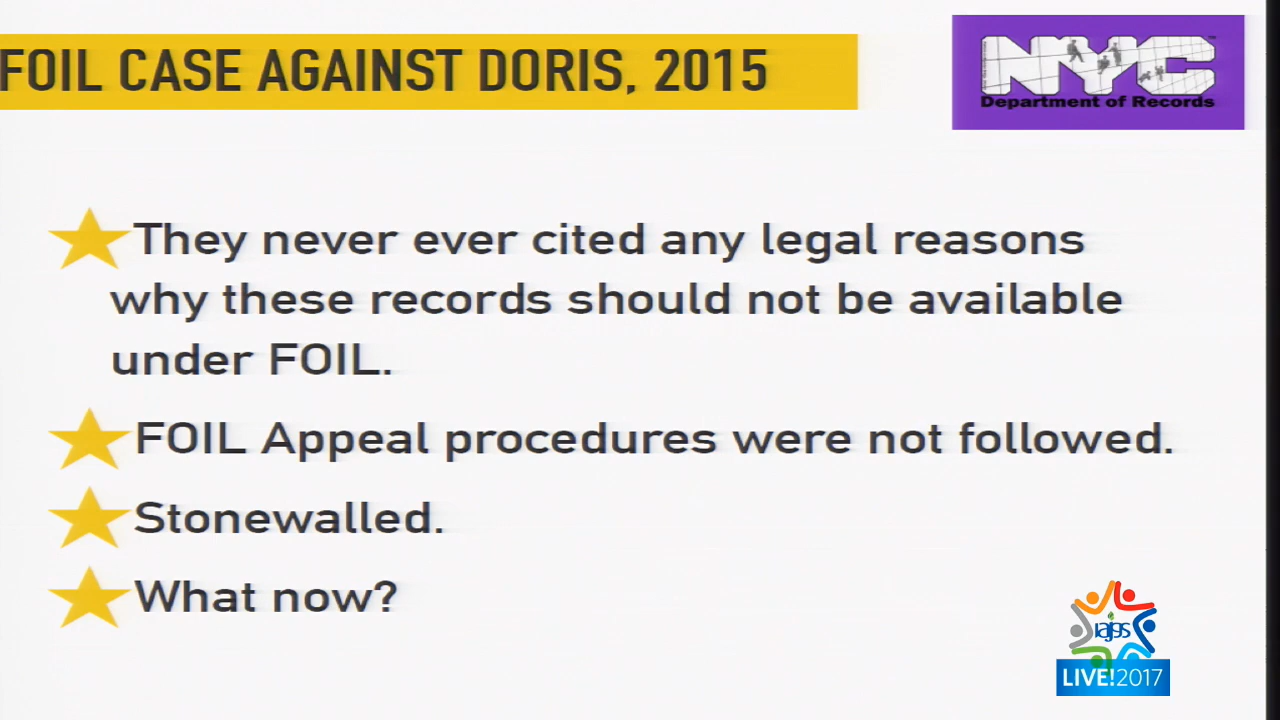 FOIL CASE AGAINST DORIS, 2015
NYC
Department of Records
They never ever cited any legal reasons
why these records should not be available
under FOIL.
FOIL Appeal procedures were not followed.
Stonewalled.
What now?
iajgs
LIVE!2017